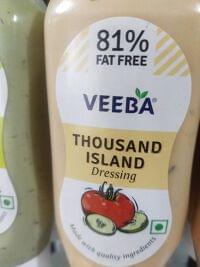 81%
FAT FREE
VEEBA
THOUSAND
ISLAND
Dressing
Made with quality ingredients